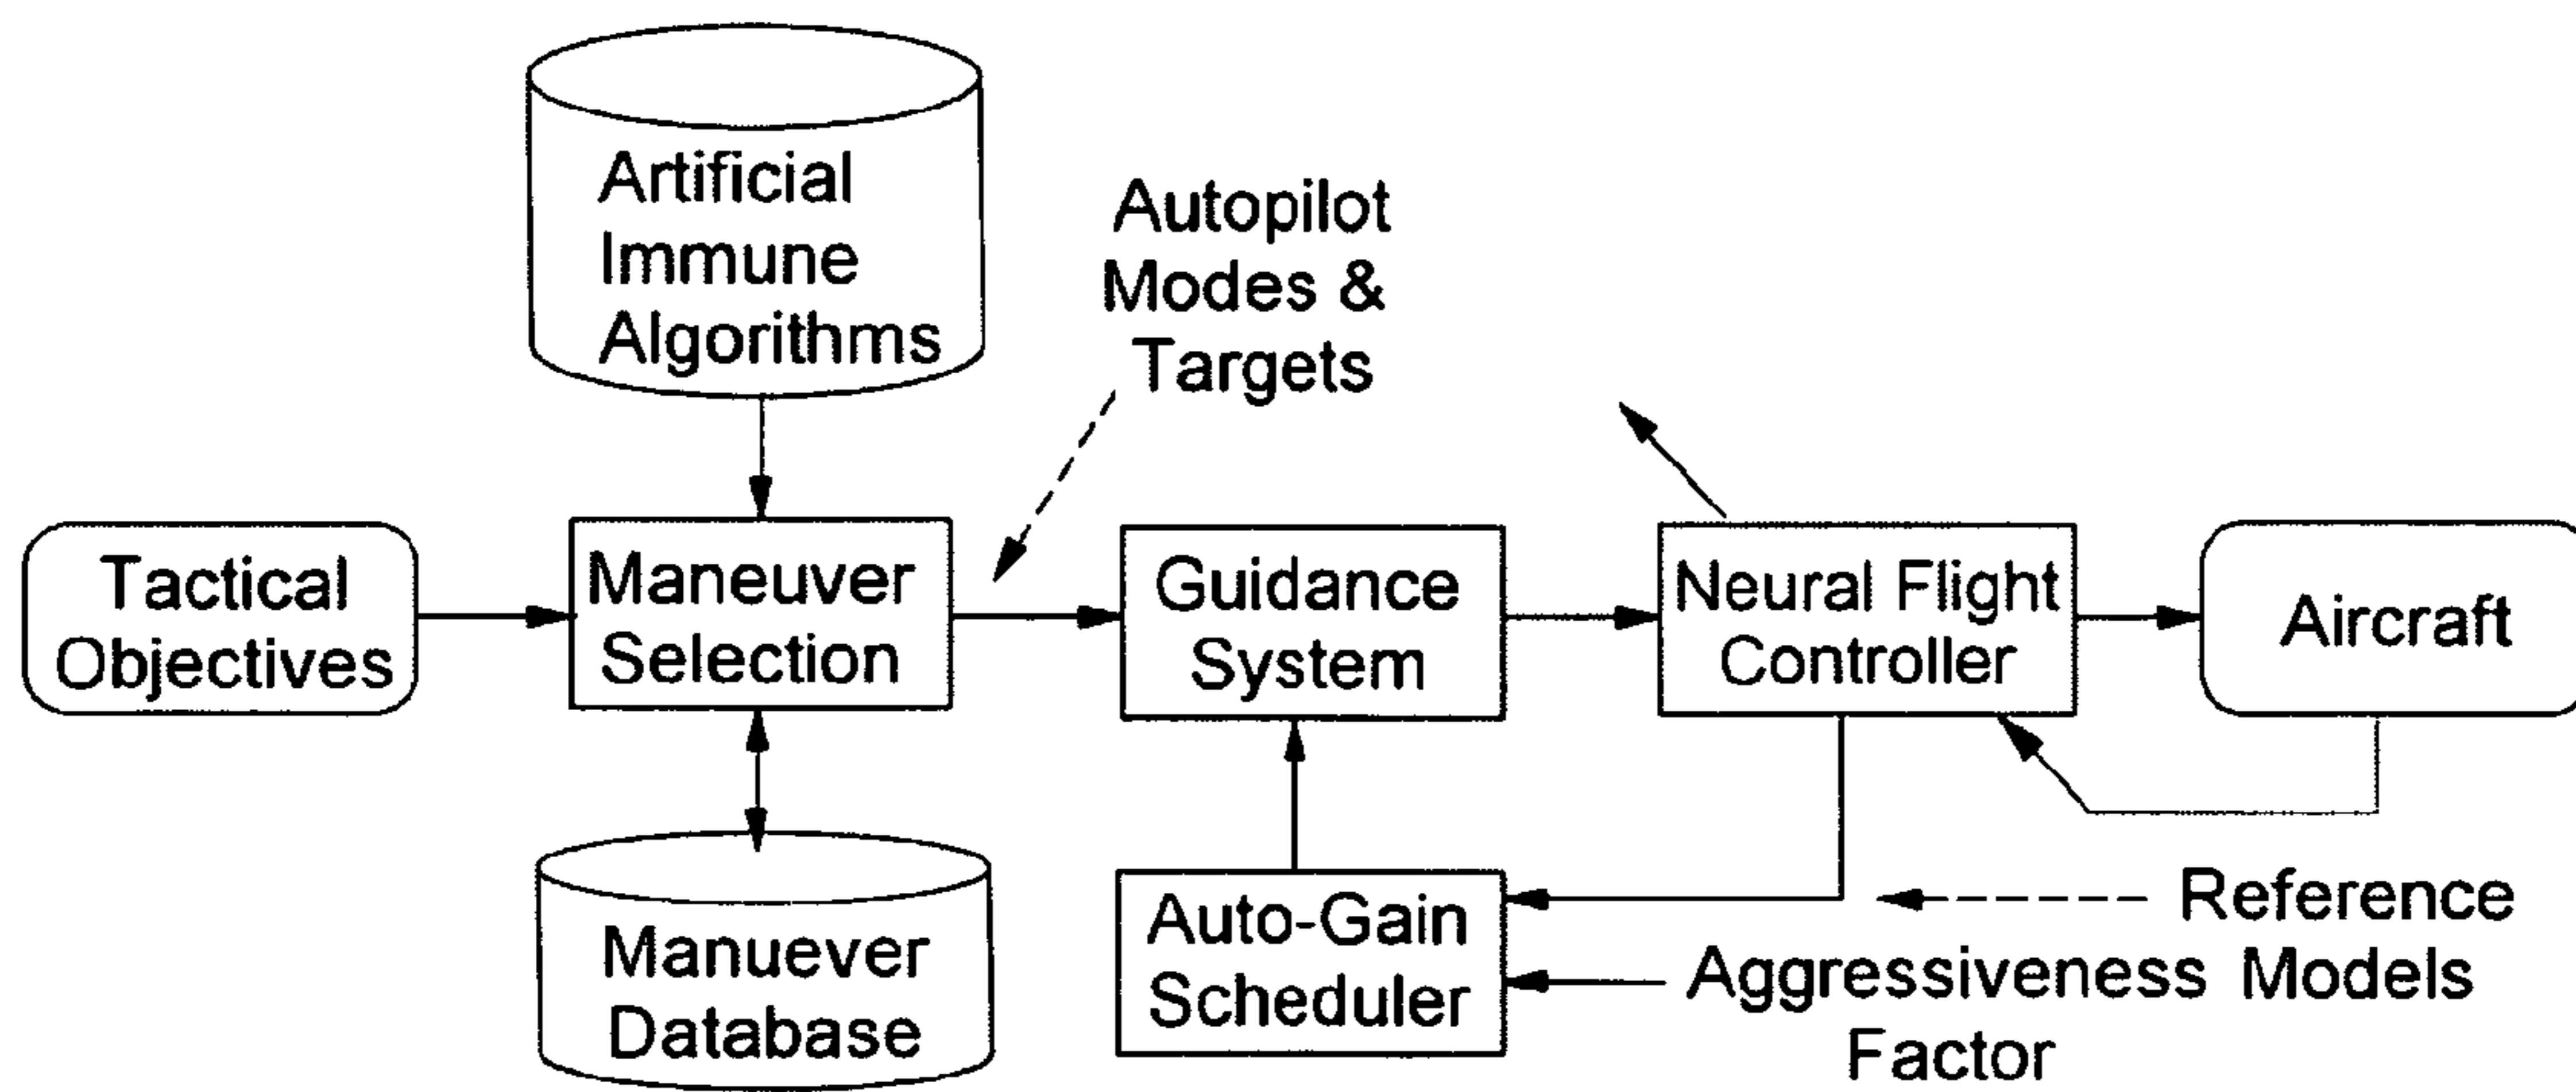 Artificial
Immune
Algorithms
Autopilot
Modes &
Targets
Tactical
Objectives
Maneuver
Selection
Guidance
System
Neural Flight
Controller
Aircraft
Manuever
Database
Auto-Gain
Scheduler
Reference
Models
Aggressiveness
Factor